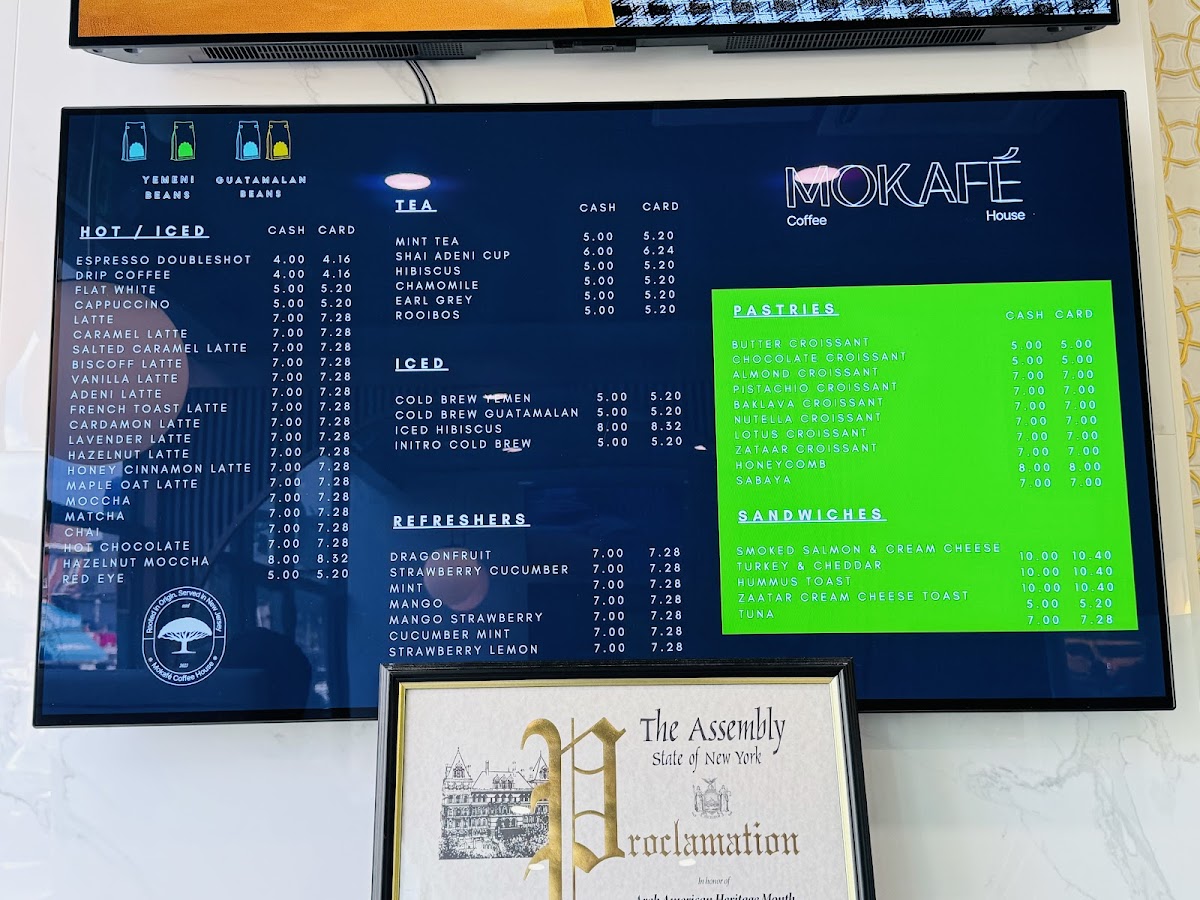 YEMENI
BEANS
GUATAMALAN
BEANS
HOT / ICED CASH CARD
ESPRESSO DOUBLESHOT 4.00 4.16
DRIP COFFEE 4.00 4.16
FLAT WHITE 5.00 5.20
CAPPUCCINO 5.00 5.20
LATTE 7.00 7.28
CARAMEL LATTE 7.00 7.28
SALTED CARAMEL LATTE 7.00 7.28
BISCOFF LATTE 7.00 7.28
VANILLA LATTE 7.00 7.28
ADENI LATTE 7.00 7.28
FRENCH TOAST LATTE 7.00 7.28
CARDAMON LATTE 7.00 7.28
LAVENDER LATTE 7.00 7.28
HAZELNUT LATTE 7.00 7.28
HONEY CINNAMON LATTE 7.00 7.28
MAPLE OAT LATTE 7.00 7.28
MOCCHA 7.00 7.28
MATCHA 7.00 7.28
CHAI 7.00 7.28
HOT CHOCOLATE 7.00 7.28
HAZELNUT MOCCHA 8.00 8.32
RED EYE 5.00 5.20
Rooted in Origin, Served in New Jersey
2022
Mokafé Coffee House
TEA CASH CARD
MINT TEA 5.00 5.20
SHAI ADENI CUP 6.00 6.24
HIBISCUS 5.00 5.20
CHAMOMILE 5.00 5.20
EARL GREY 5.00 5.20
ROOIBOS 5.00 5.20
ICED
COLD BREW YEMEN 5.00 5.20
COLD BREW GUATAMALAN 5.00 5.20
ICED HIBISCUS 8.00 8.32
INITRO COLD BREW 5.00 5.20
REFRESHERS
DRAGONFRUIT 7.00 7.28
STRAWBERRY CUCUMBER 7.00 7.28
MINT 7.00 7.28
MANGO 7.00 7.28
MANGO STRAWBERRY 7.00 7.28
CUCUMBER MINT 7.00 7.28
STRAWBERRY LEMON 7.00 7.28
MOKAFÉ
Coffee House
PASTRIES CASH CARD
BUTTER CROISSANT 5.00 5.00
CHOCOLATE CROISSANT 5.00 5.00
ALMOND CROISSANT 7.00 7.00
PISTACHIO CROISSANT 7.00 7.00
BAKLAVA CROISSANT 7.00 7.00
NUTELLA CROISSANT 7.00 7.00
LOTUS CROISSANT 7.00 7.00
ZATAAR CROISSANT 7.00 7.00
HONEYCOMB 8.00 8.00
SABAYA 7.00 7.00
SANDWICHES
SMOKED SALMON & CREAM CHEESE 10.00 10.40
TURKEY & CHEDDAR 10.00 10.40
HUMMUS TOAST 10.00 10.40
ZAATAR CREAM CHEESE TOAST 5.00 5.20
TUNA 7.00 7.28
The Assembly
State of New York
Proclamation
In honor of
Arab American Heritage Month